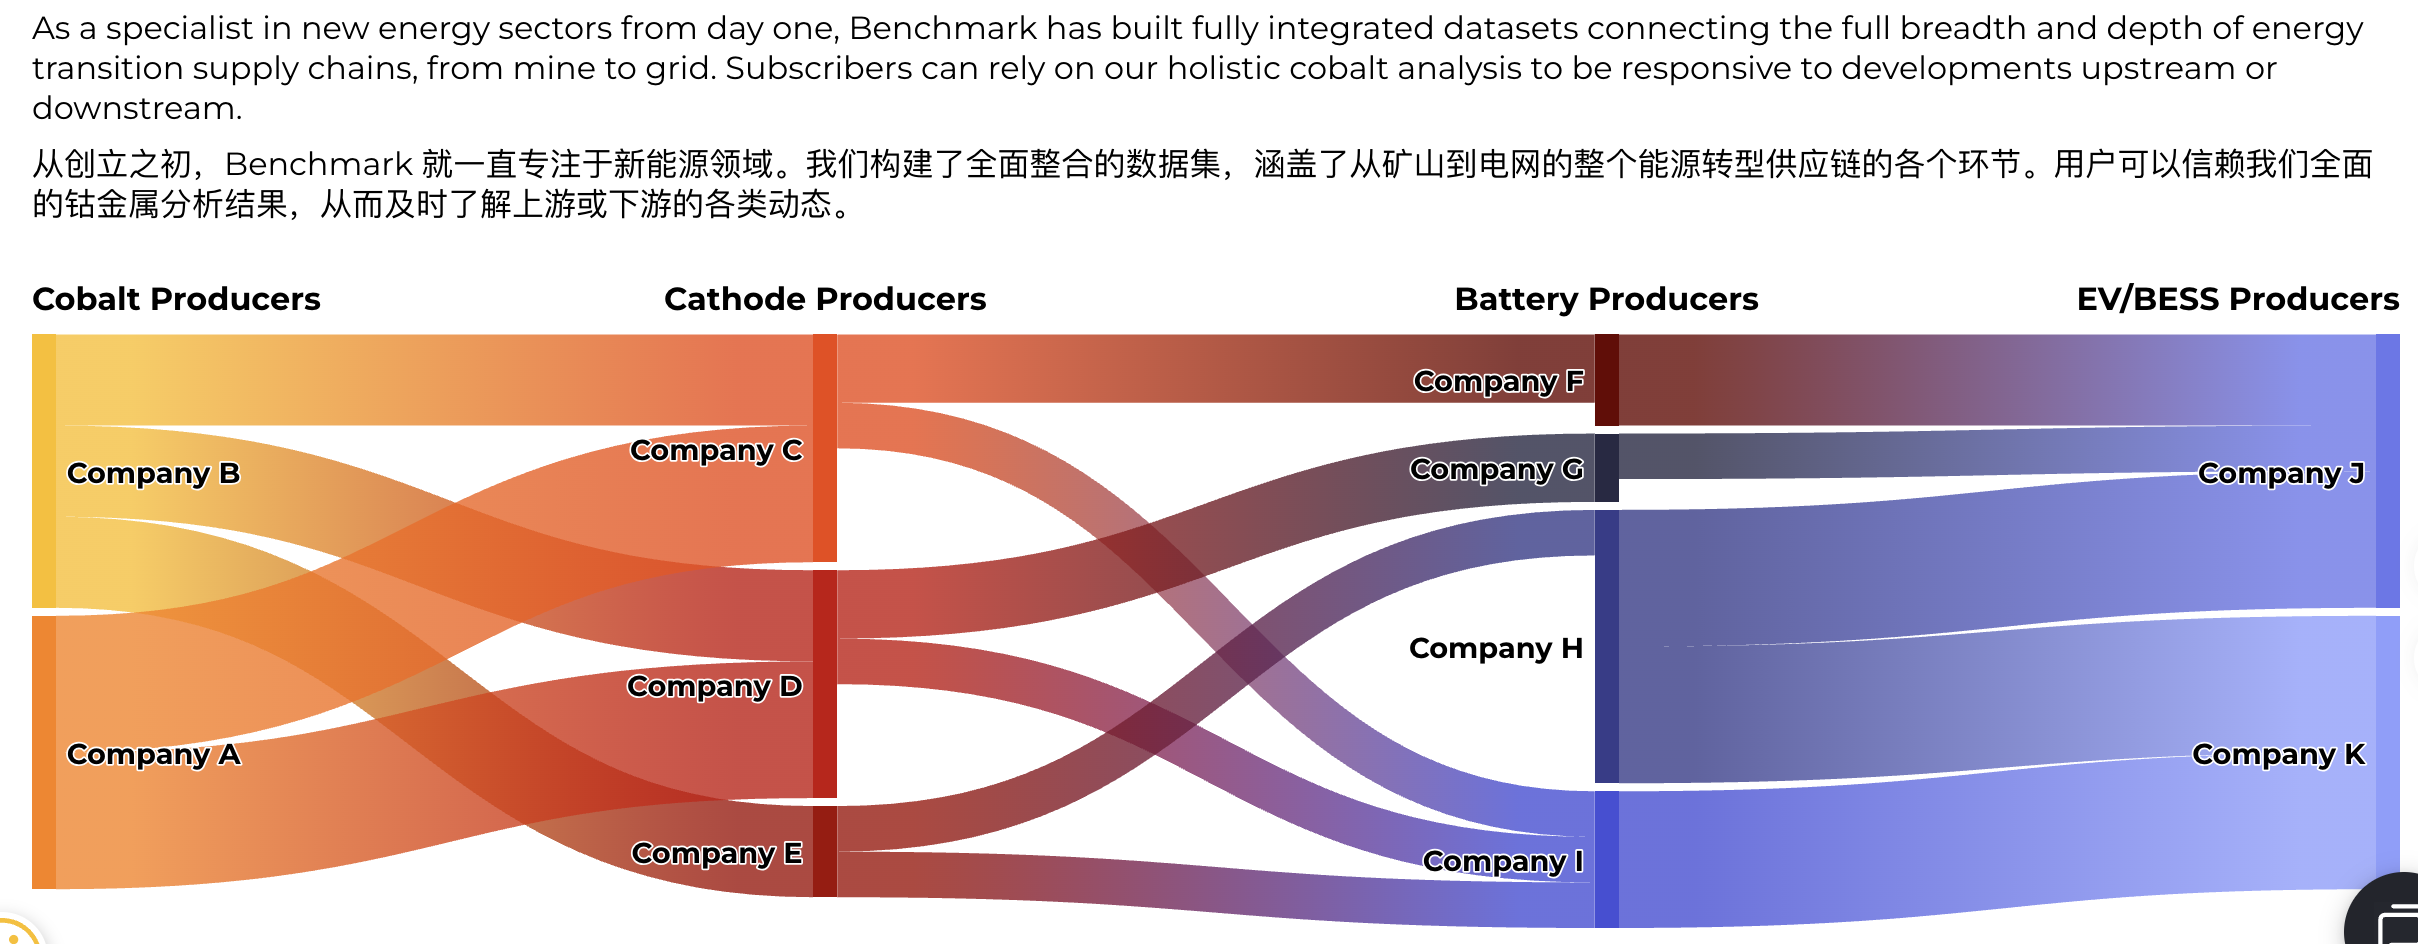 As a specialist in new energy sectors from day one, Benchmark has built fully integrated datasets connecting the full breadth and depth of energy
transition supply chains, from mine to grid. Subscribers can rely on our holistic cobalt analysis to be responsive to developments upstream or
downstream.
从创立之初，Benchmark 就一直专注于新能源领域。我们构建了全面整合的数据集，涵盖了从矿山到电网的整个能源转型供应链的各个环节。用户可以信赖我们全面
的钴金属分析结果，从而及时了解上游或下游的各类动态。
Cobalt Producers
Cathode Producers
Battery Producers
EV/BESS Producers
Company B
Company A
Company C
Company D
Company E
Company F
Company G
Company H
Company I
Company J
Company K